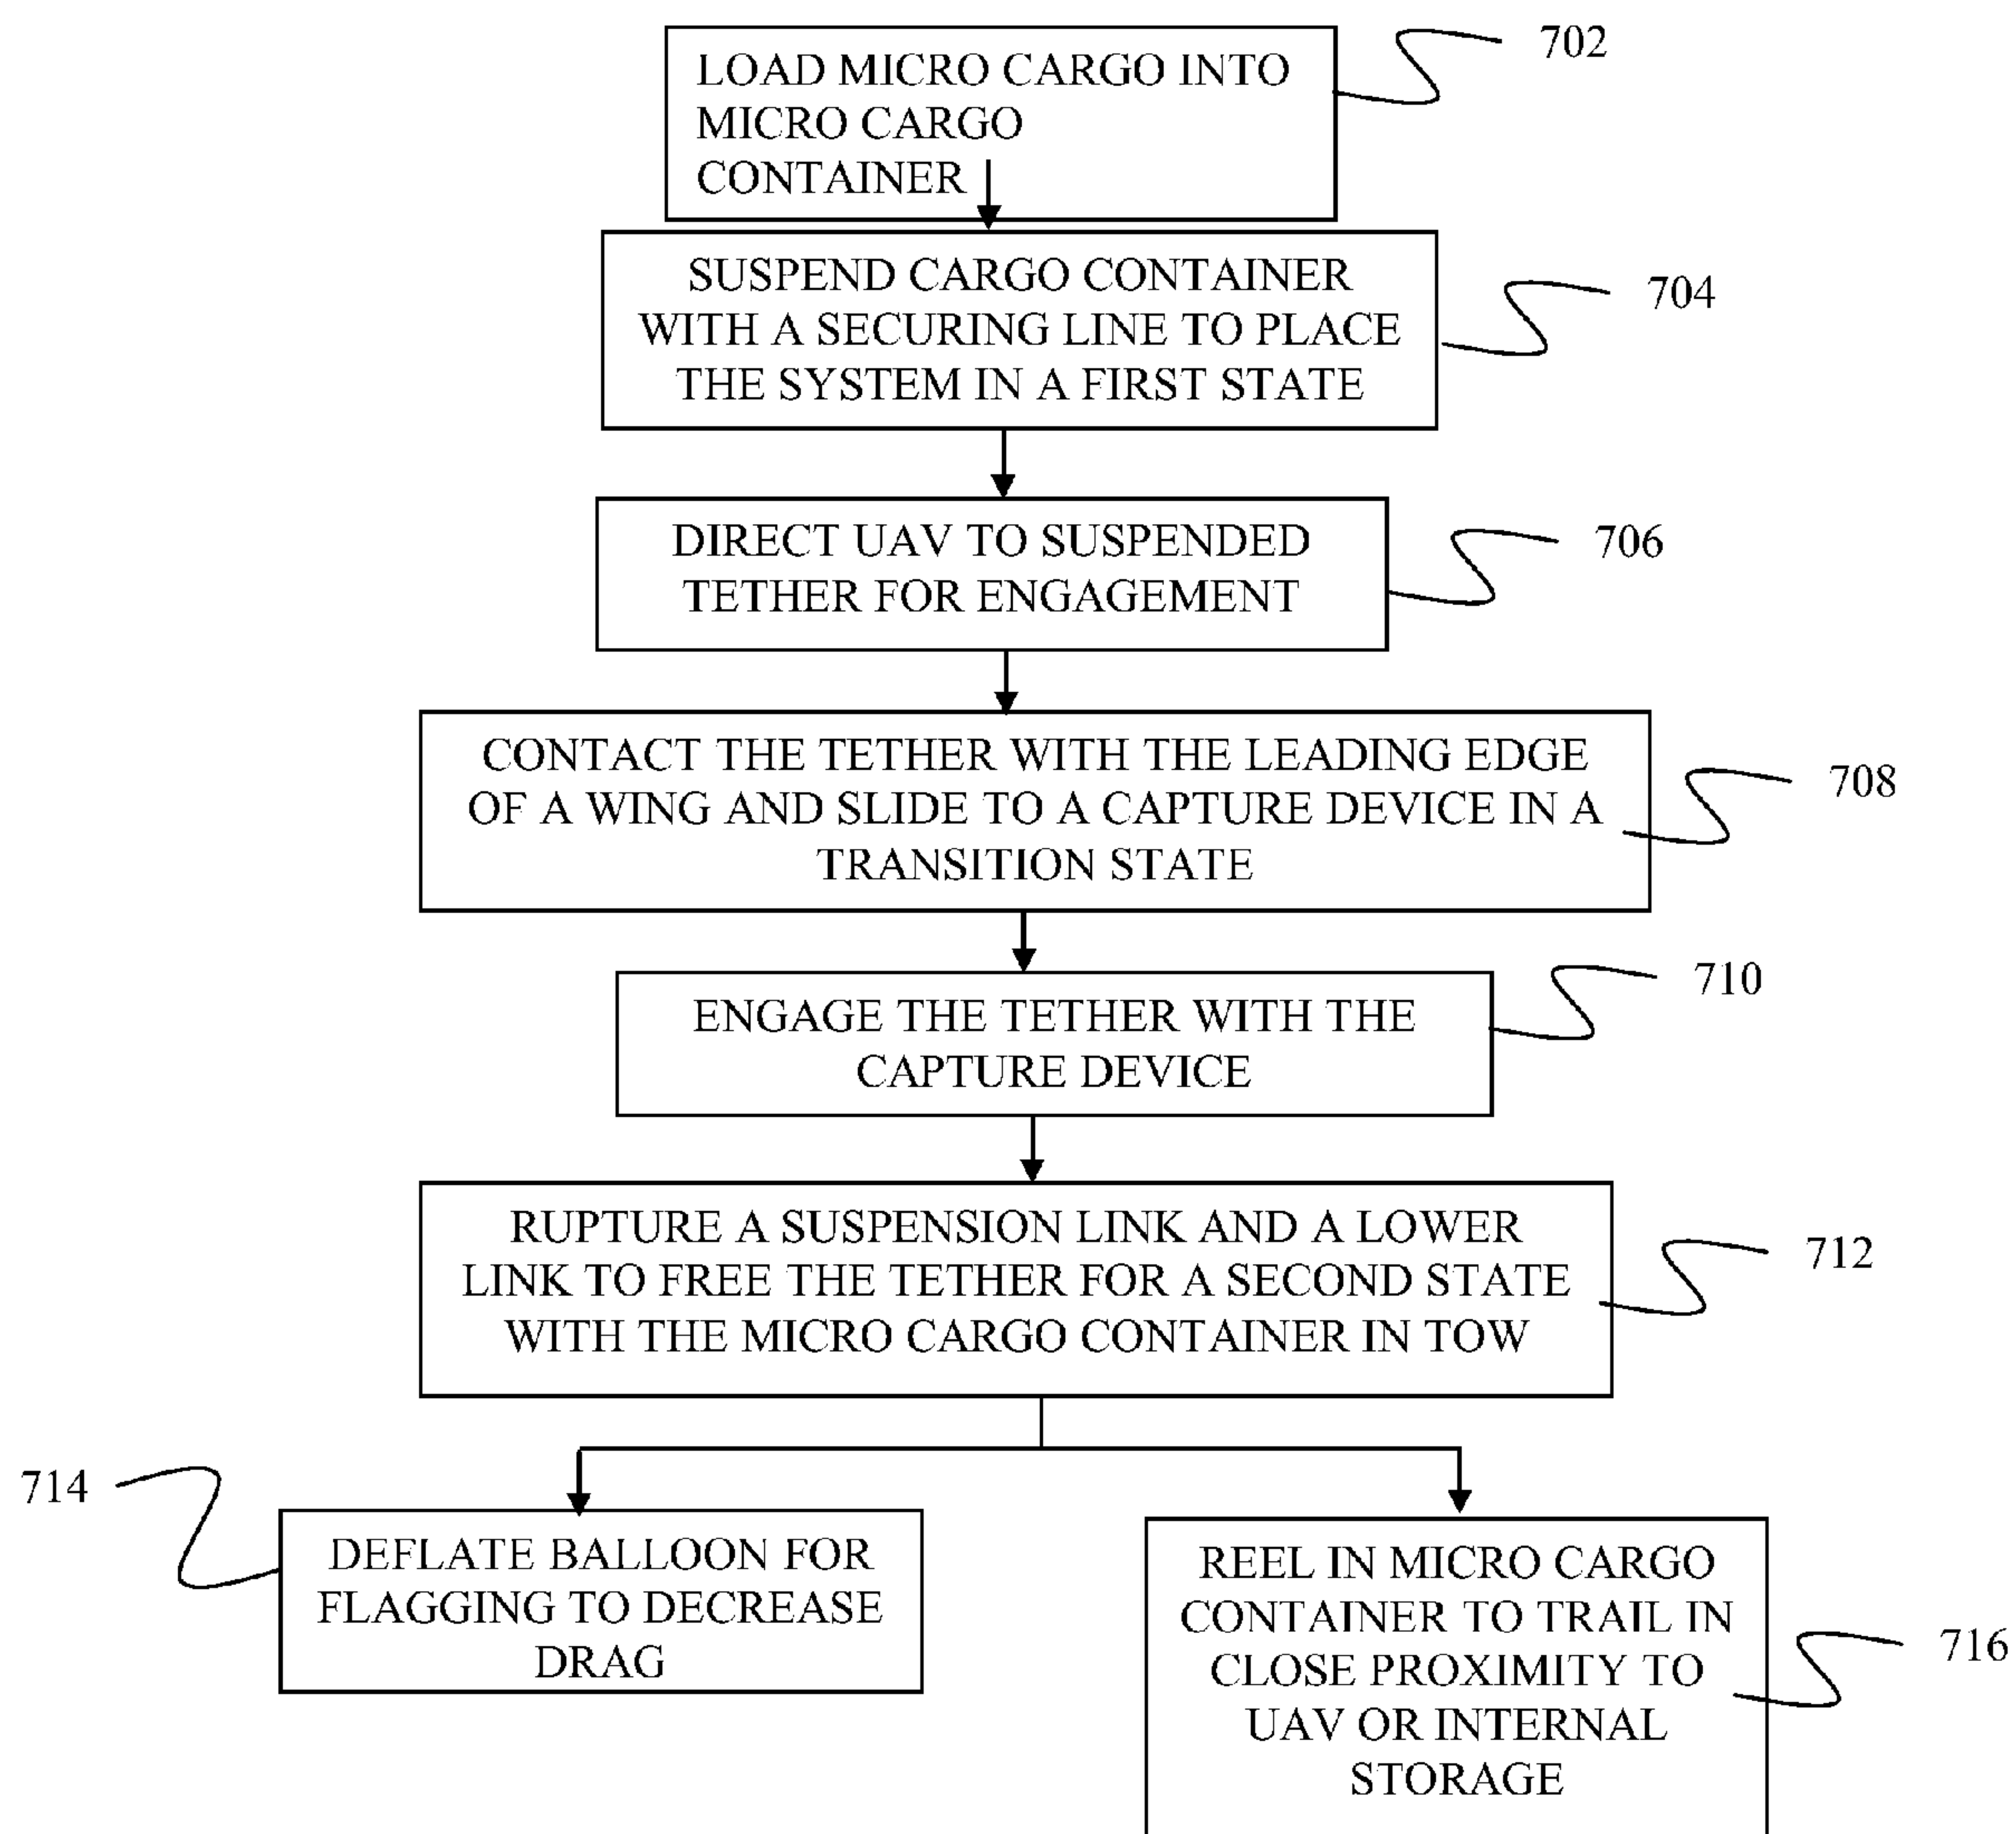 LOAD MICRO CARGO INTO
MICRO CARGO
CONTAINER
702
SUSPEND CARGO CONTAINER
WITH A SECURING LINE TO PLACE
THE SYSTEM IN A FIRST STATE
704
DIRECT UAV TO SUSPENDED
TETHER FOR ENGAGEMENT
706
CONTACT THE TETHER WITH THE LEADING EDGE
OF A WING AND SLIDE TO A CAPTURE DEVICE IN A
TRANSITION STATE
708
ENGAGE THE TETHER WITH THE
CAPTURE DEVICE
710
RUPTURE A SUSPENSION LINK AND A LOWER
LINK TO FREE THE TETHER FOR A SECOND STATE
WITH THE MICRO CARGO CONTAINER IN TOW
712
714
DEFLATE BALLOON FOR
FLAGGING TO DECREASE
DRAG
REEL IN MICRO CARGO
CONTAINER TO TRAIL IN
CLOSE PROXIMITY TO
UAV OR INTERNAL
STORAGE
716